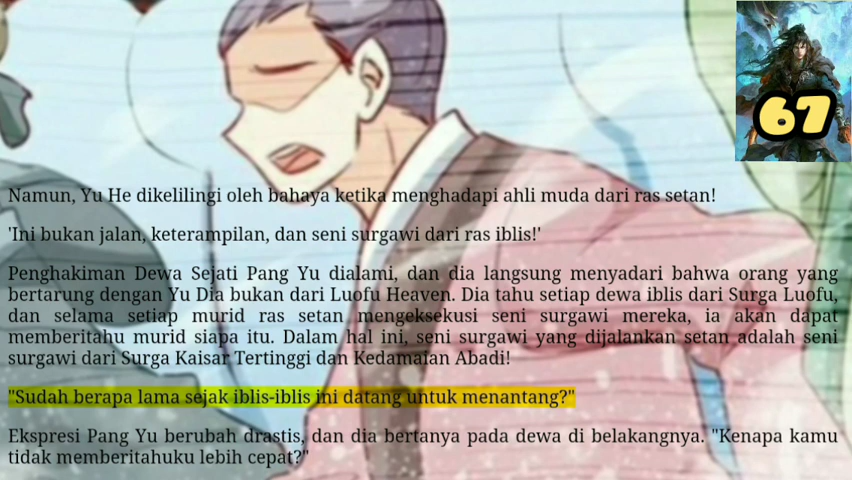 67
Namun, Yu He dikelilingi oleh bahaya ketika menghadapi ahli muda dari ras setan!
'Ini bukan jalan, keterampilan, dan seni surgawi dari ras iblis!'
Penghakiman Dewa Sejati Pang Yu dialami, dan dia langsung menyadari bahwa orang yang
bertarung dengan Yu Dia bukan dari Luofu Heaven. Dia tahu setiap dewa iblis dari Surga Luofu,
dan selama setiap murid ras setan mengeksekusi seni surgawi mereka, ia akan dapat
memberitahu murid siapa itu. Dalam hal ini, seni surgawi yang dijalankan setan adalah seni
surgawi dari Surga Kaisar Tertinggi dan Kedamaian Abadi!
"Sudah berapa lama sejak iblis-iblis ini datang untuk menantang?"
Ekspresi Pang Yu berubah drastis, dan dia bertanya pada dewa di belakangnya. "Kenapa kamu
tidak memberitahuku lebih cepat?"